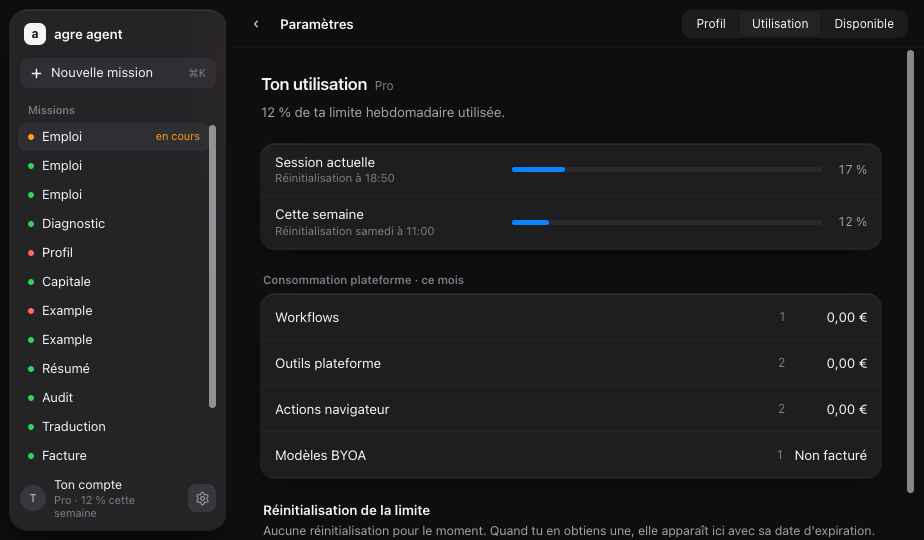 a agre agent
+ Nouvelle mission ⌘K
Missions
Emploi en cours
Emploi
Emploi
Diagnostic
Profil
Capitale
Example
Example
Résumé
Audit
Traduction
Facture
T
Ton compte
Pro · 12 % cette
semaine
‹ Paramètres
Profil Utilisation Disponible
Ton utilisation Pro
12 % de ta limite hebdomadaire utilisée.
Session actuelle
Réinitialisation à 18:50
17 %
Cette semaine
Réinitialisation samedi à 11:00
12 %
Consommation plateforme · ce mois
Workflows 1 0,00 €
Outils plateforme 2 0,00 €
Actions navigateur 2 0,00 €
Modèles BYOA 1 Non facturé
Réinitialisation de la limite
Aucune réinitialisation pour le moment. Quand tu en obtiens une, elle apparaît ici avec sa date d'expiration.